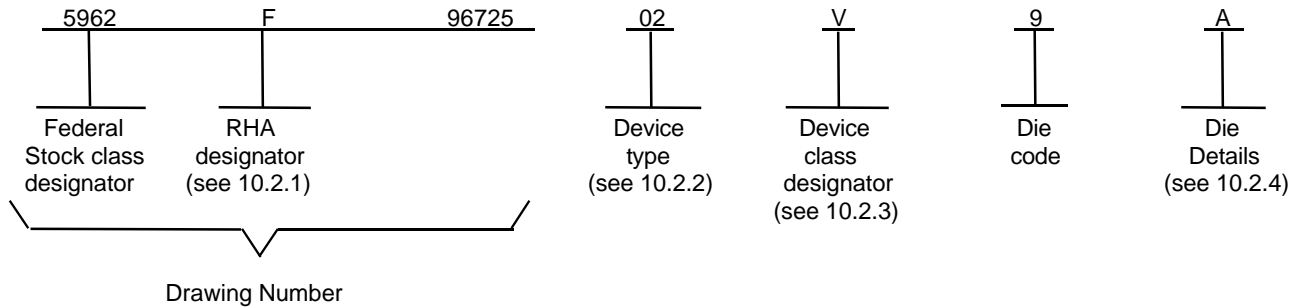 5962 F 96725 02 V 9 A
Federal
Stock class
designator
RHA
designator
(see 10.2.1)
Device
type
(see 10.2.2)
Device
class
designator
(see 10.2.3)
Die
code
Die
Details
(see 10.2.4)
Drawing Number